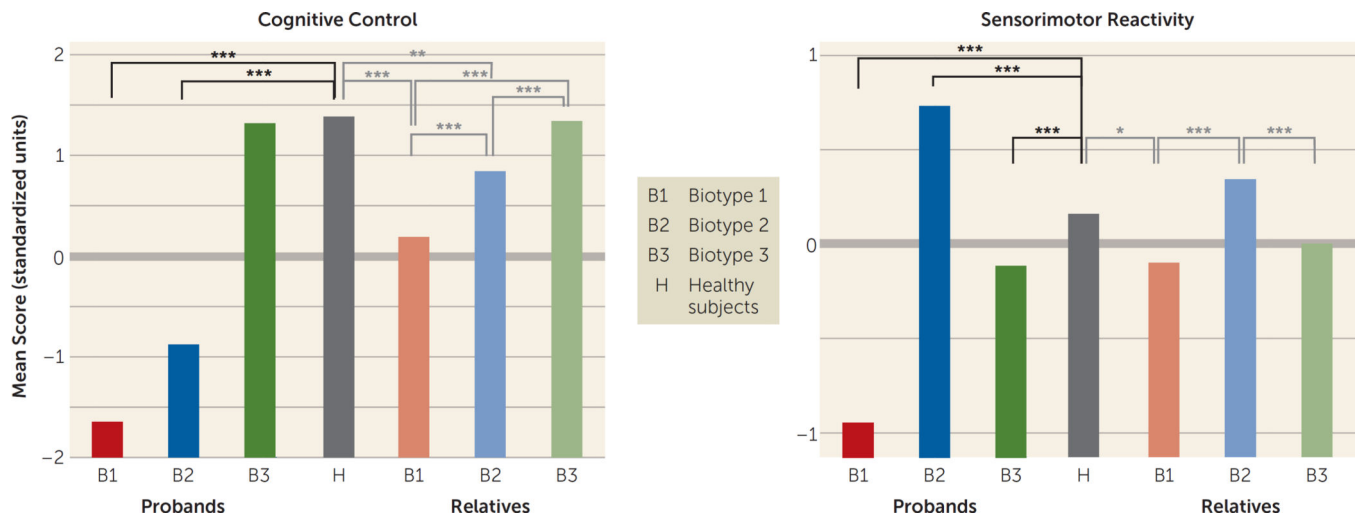 Cognitive Control
Mean Score (standardized units)
2
1
0
−1
−2
***
***
**
***
***
***
***
B1
B2
B3
H
B1
B2
B3
Probands
Relatives
B1 Biotype 1
B2 Biotype 2
B3 Biotype 3
H Healthy
subjects
Sensorimotor Reactivity
1
0
−1
***
***
***
*
***
***
B1
B2
B3
H
B1
B2
B3
Probands
Relatives